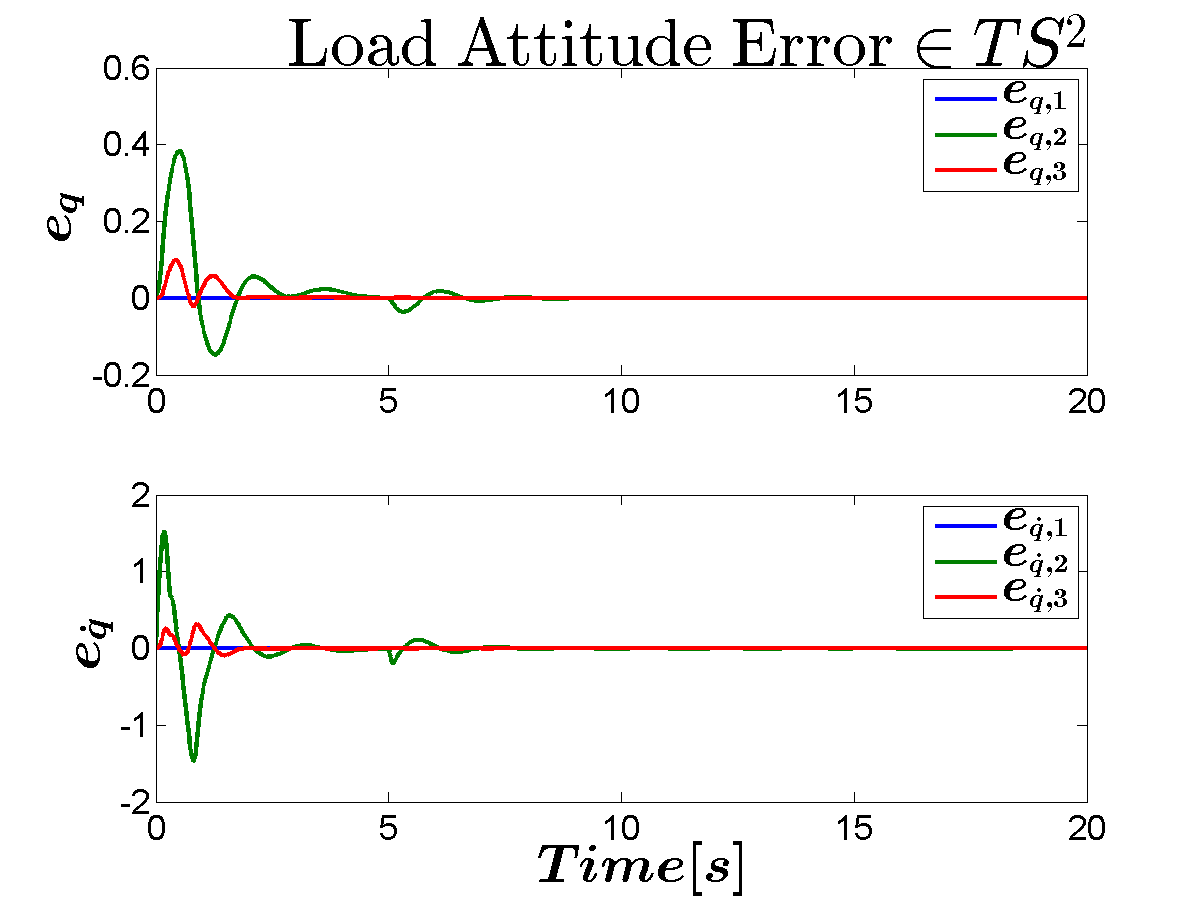 Load Attitude Error ∈ TS²
0.6
0.4
0.2
0
-0.2
e_q
e_{q,1}
e_{q,2}
e_{q,3}
0 5 10 15 20
2
1
0
-1
-2
e_{q̇}
e_{q̇,1}
e_{q̇,2}
e_{q̇,3}
0 5 10 15 20
Time[s]